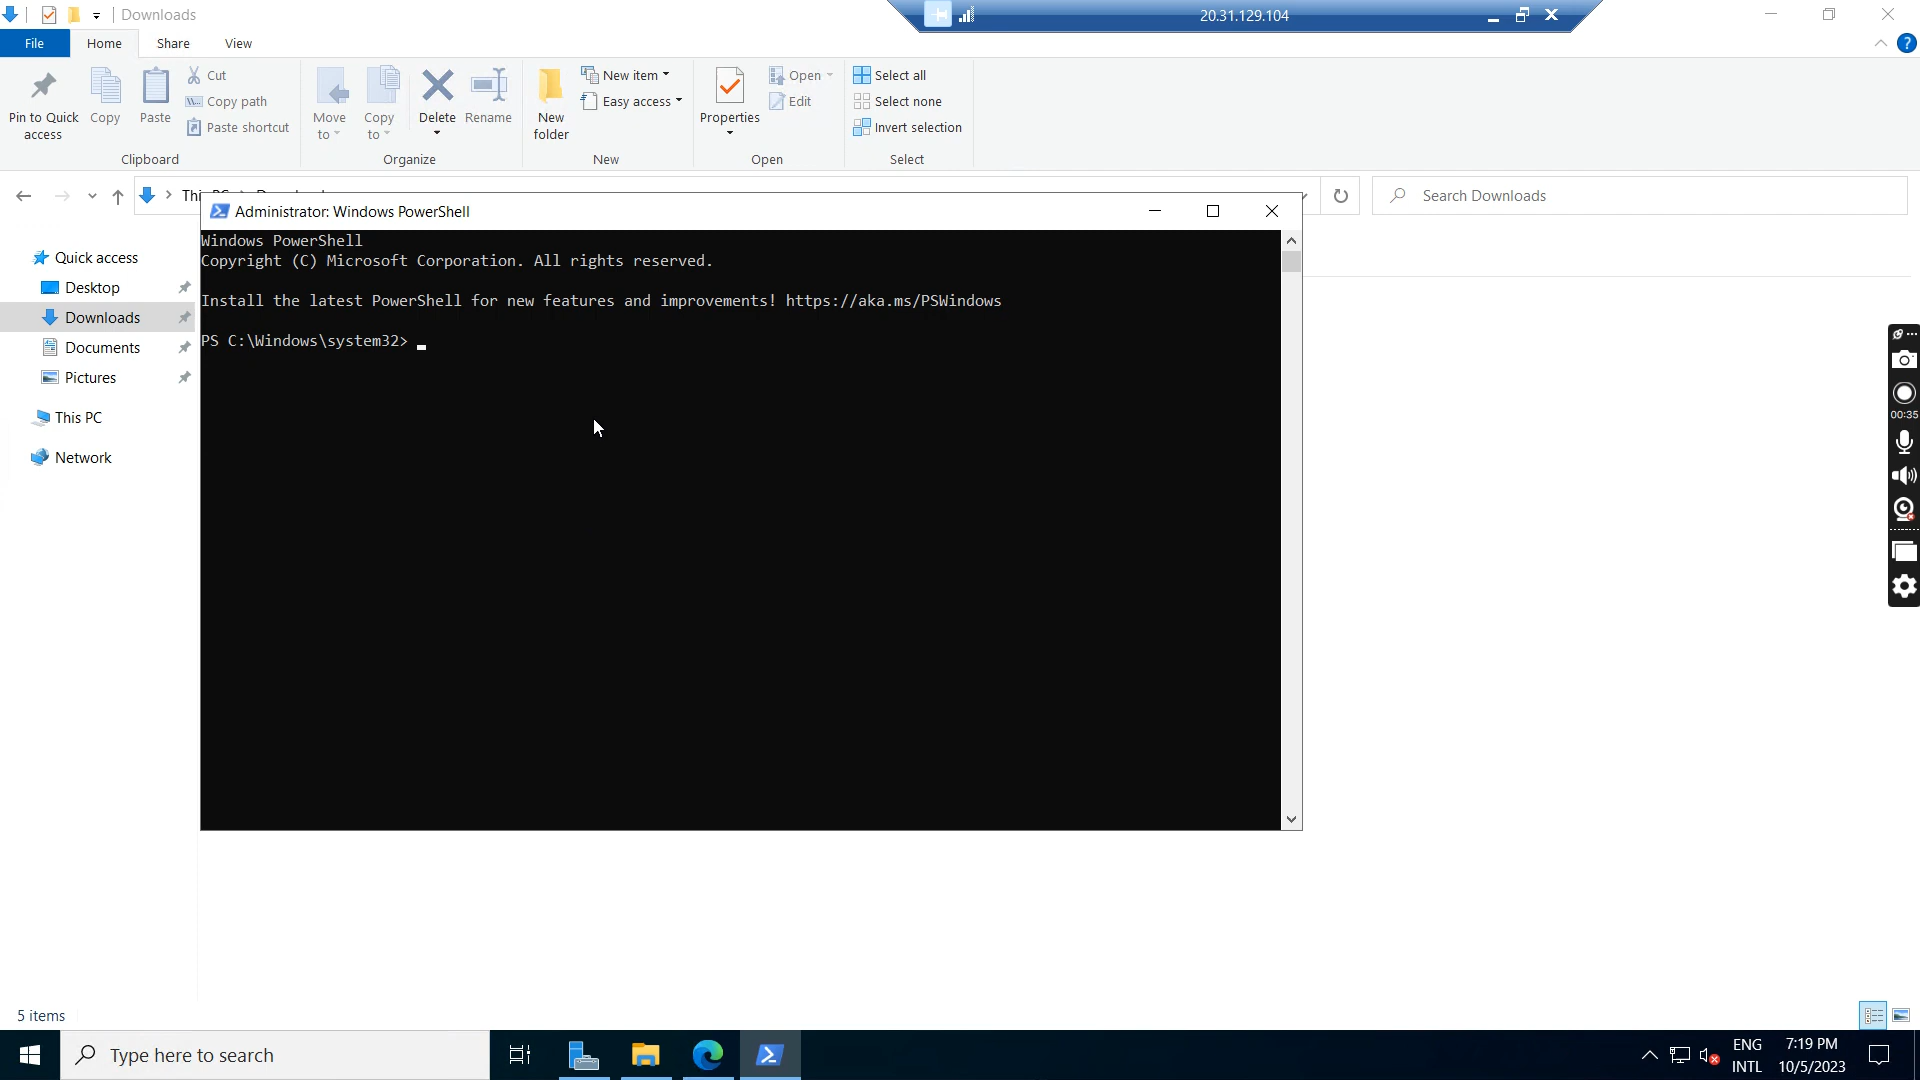 Downloads
20.31.129.104
File
Home
Share
View
Pin to Quick access
Copy
Paste
Cut
Copy path
Paste shortcut
Clipboard
Move to
Copy to
Delete
Rename
Organize
New folder
New item
Easy access
New
Properties
Open
Edit
Open
Select all
Select none
Invert selection
Select
Search Downloads
Administrator: Windows PowerShell
Windows PowerShell
Copyright (C) Microsoft Corporation. All rights reserved.
Install the latest PowerShell for new features and improvements! https://aka.ms/PSWindows
PS C:\Windows\system32>
Quick access
Desktop
Downloads
Documents
Pictures
This PC
Network
00:35
5 items
Type here to search
ENG
INTL
7:19 PM
10/5/2023